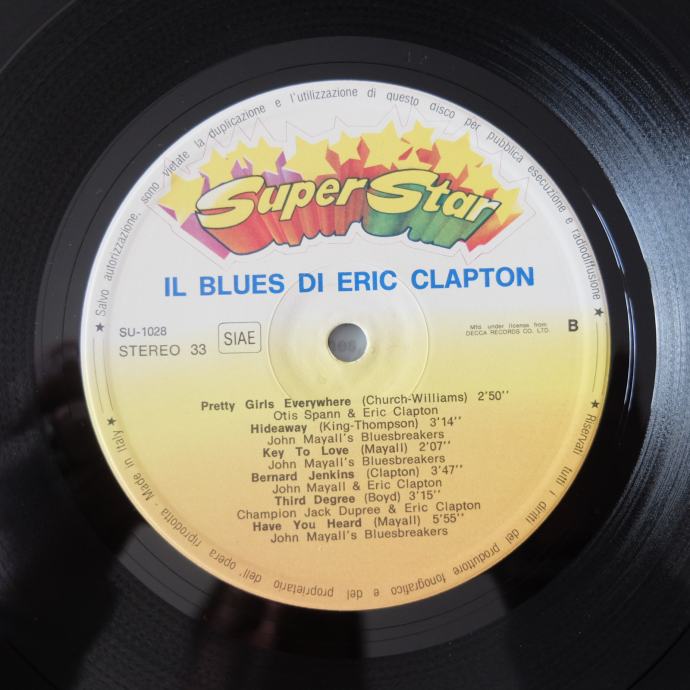 ★ Salvo autorizzazione, sono vietate la duplicazione e l'utilizzazione di questo disco per pubblica esecuzione e radiodiffusione ★
Super Star
IL BLUES DI ERIC CLAPTON
SU-1028
STEREO 33
SIAE
Mfd under license from
DECCA RECORDS CO. LTD.
B
Pretty Girls Everywhere (Church-Williams) 2'50''
Otis Spann & Eric Clapton
Hideaway (King-Thompson) 3'14''
John Mayall's Bluesbreakers
Key To Love (Mayall) 2'07''
John Mayall's Bluesbreakers
Bernard Jenkins (Clapton) 3'47''
John Mayall & Eric Clapton
Third Degree (Boyd) 3'15''
Champion Jack Dupree & Eric Clapton
Have You Heard (Mayall) 5'55''
John Mayall's Bluesbreakers
★ Riservati tutti i diritti del produttore fonografico e del proprietario dell'opera riprodotta - Made in Italy ★